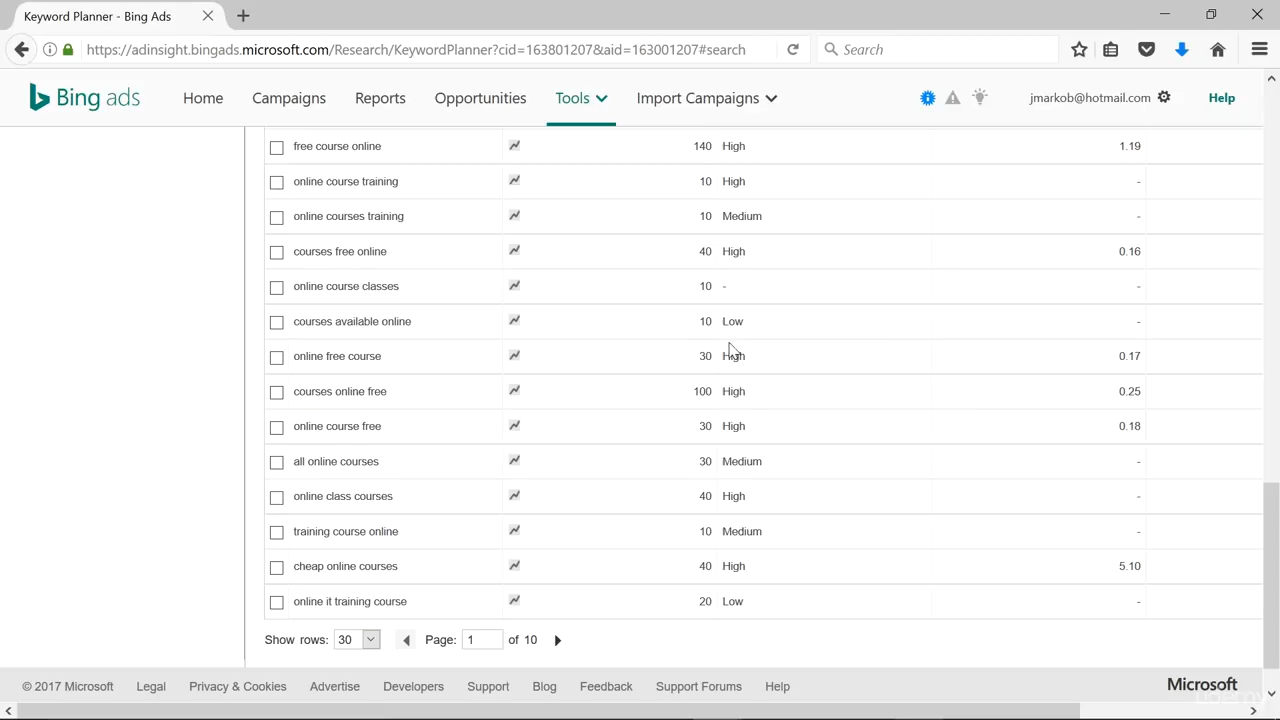 Keyword Planner - Bing Ads
https://adinsight.bingads.microsoft.com/Research/KeywordPlanner?cid=163801207&aid=163001207#search
Search
Bing ads
Home Campaigns Reports Opportunities Tools Import Campaigns jmarkob@hotmail.com Help
free course online 140 High 1.19
online course training 10 High -
online courses training 10 Medium -
courses free online 40 High 0.16
online course classes 10 - -
courses available online 10 Low -
online free course 30 High 0.17
courses online free 100 High 0.25
online course free 30 High 0.18
all online courses 30 Medium -
online class courses 40 High -
training course online 10 Medium -
cheap online courses 40 High 5.10
online it training course 20 Low -
Show rows: 30 Page: 1 of 10
© 2017 Microsoft Legal Privacy & Cookies Advertise Developers Support Blog Feedback Support Forums Help Microsoft